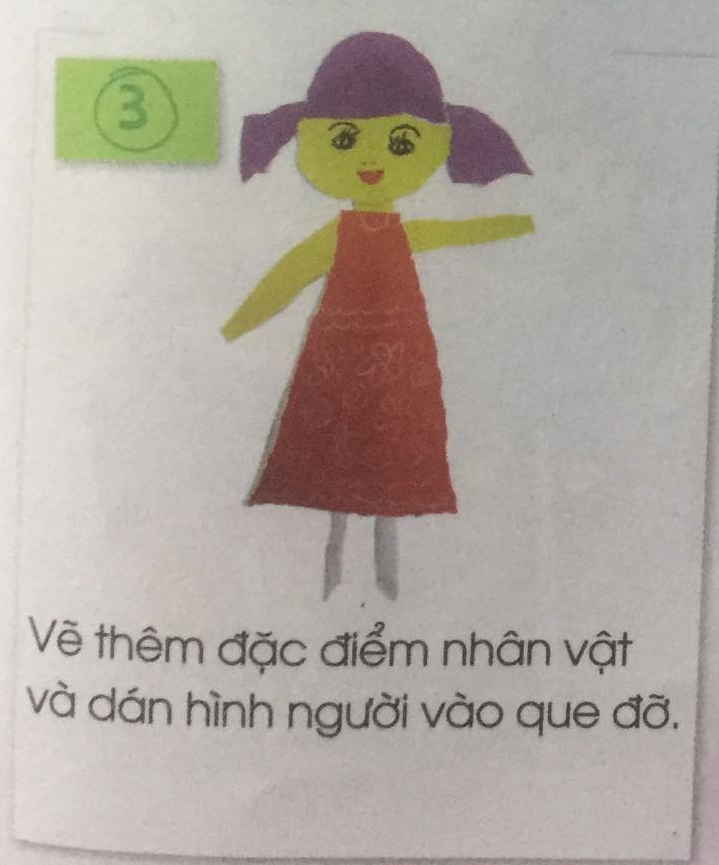 3
Vẽ thêm đặc điểm nhân vật
và dán hình người vào que đỡ.